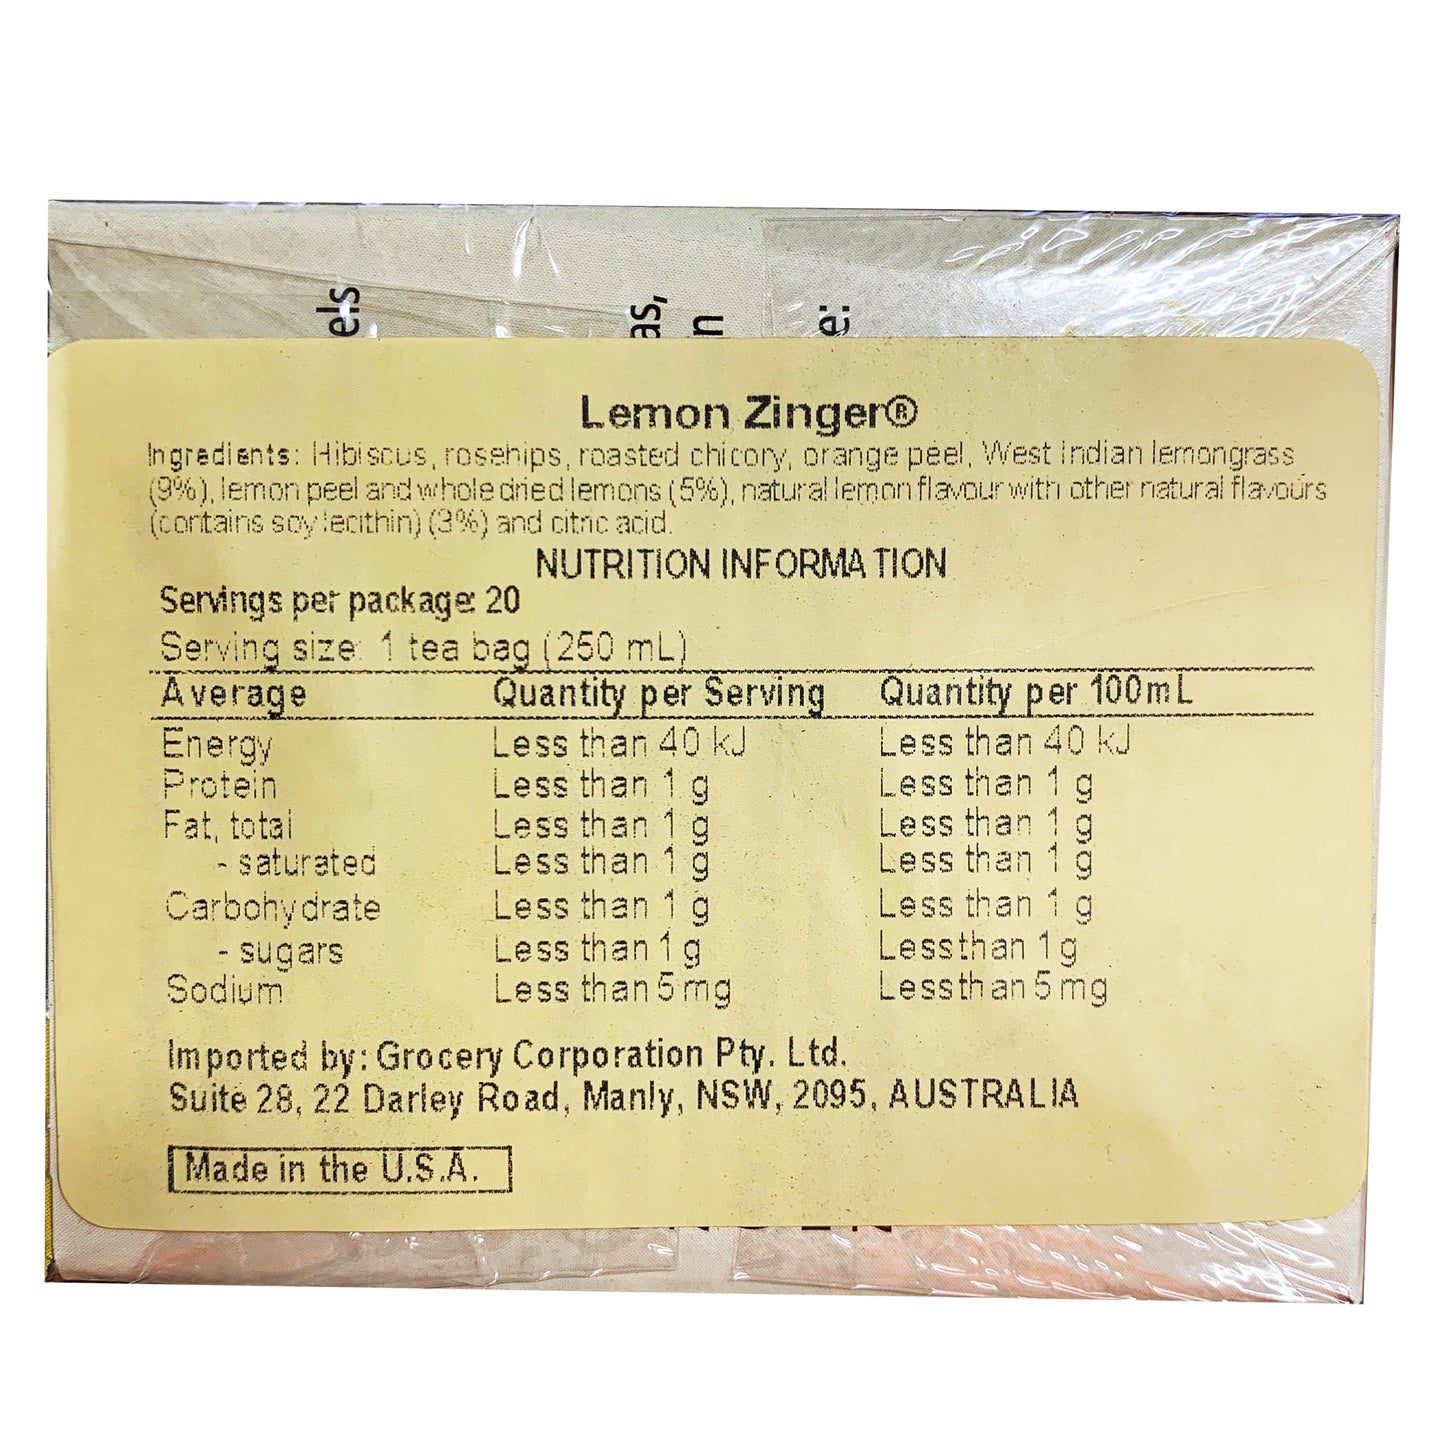 els
as,
n
e:
Lemon Zinger®
Ingredients: Hibiscus, rosehips, roasted chicory, orange peel, West Indian lemongrass
(9%), lemon peel and whole dried lemons (5%), natural lemon flavour with other natural flavours
(contains soy lecithin) (3%) and citric acid.
NUTRITION INFORMATION
Servings per package: 20
Serving size: 1 tea bag (250 mL)
Average Quantity per Serving Quantity per 100mL
Energy Less than 40 kJ Less than 40 kJ
Protein Less than 1 g Less than 1 g
Fat, total Less than 1 g Less than 1 g
- saturated Less than 1 g Less than 1 g
Carbohydrate Less than 1 g Less than 1 g
- sugars Less than 1 g Less than 1 g
Sodium Less than 5 mg Less than 5 mg
Imported by: Grocery Corporation Pty. Ltd.
Suite 28, 22 Darley Road, Manly, NSW, 2095, AUSTRALIA
Made in the U.S.A.